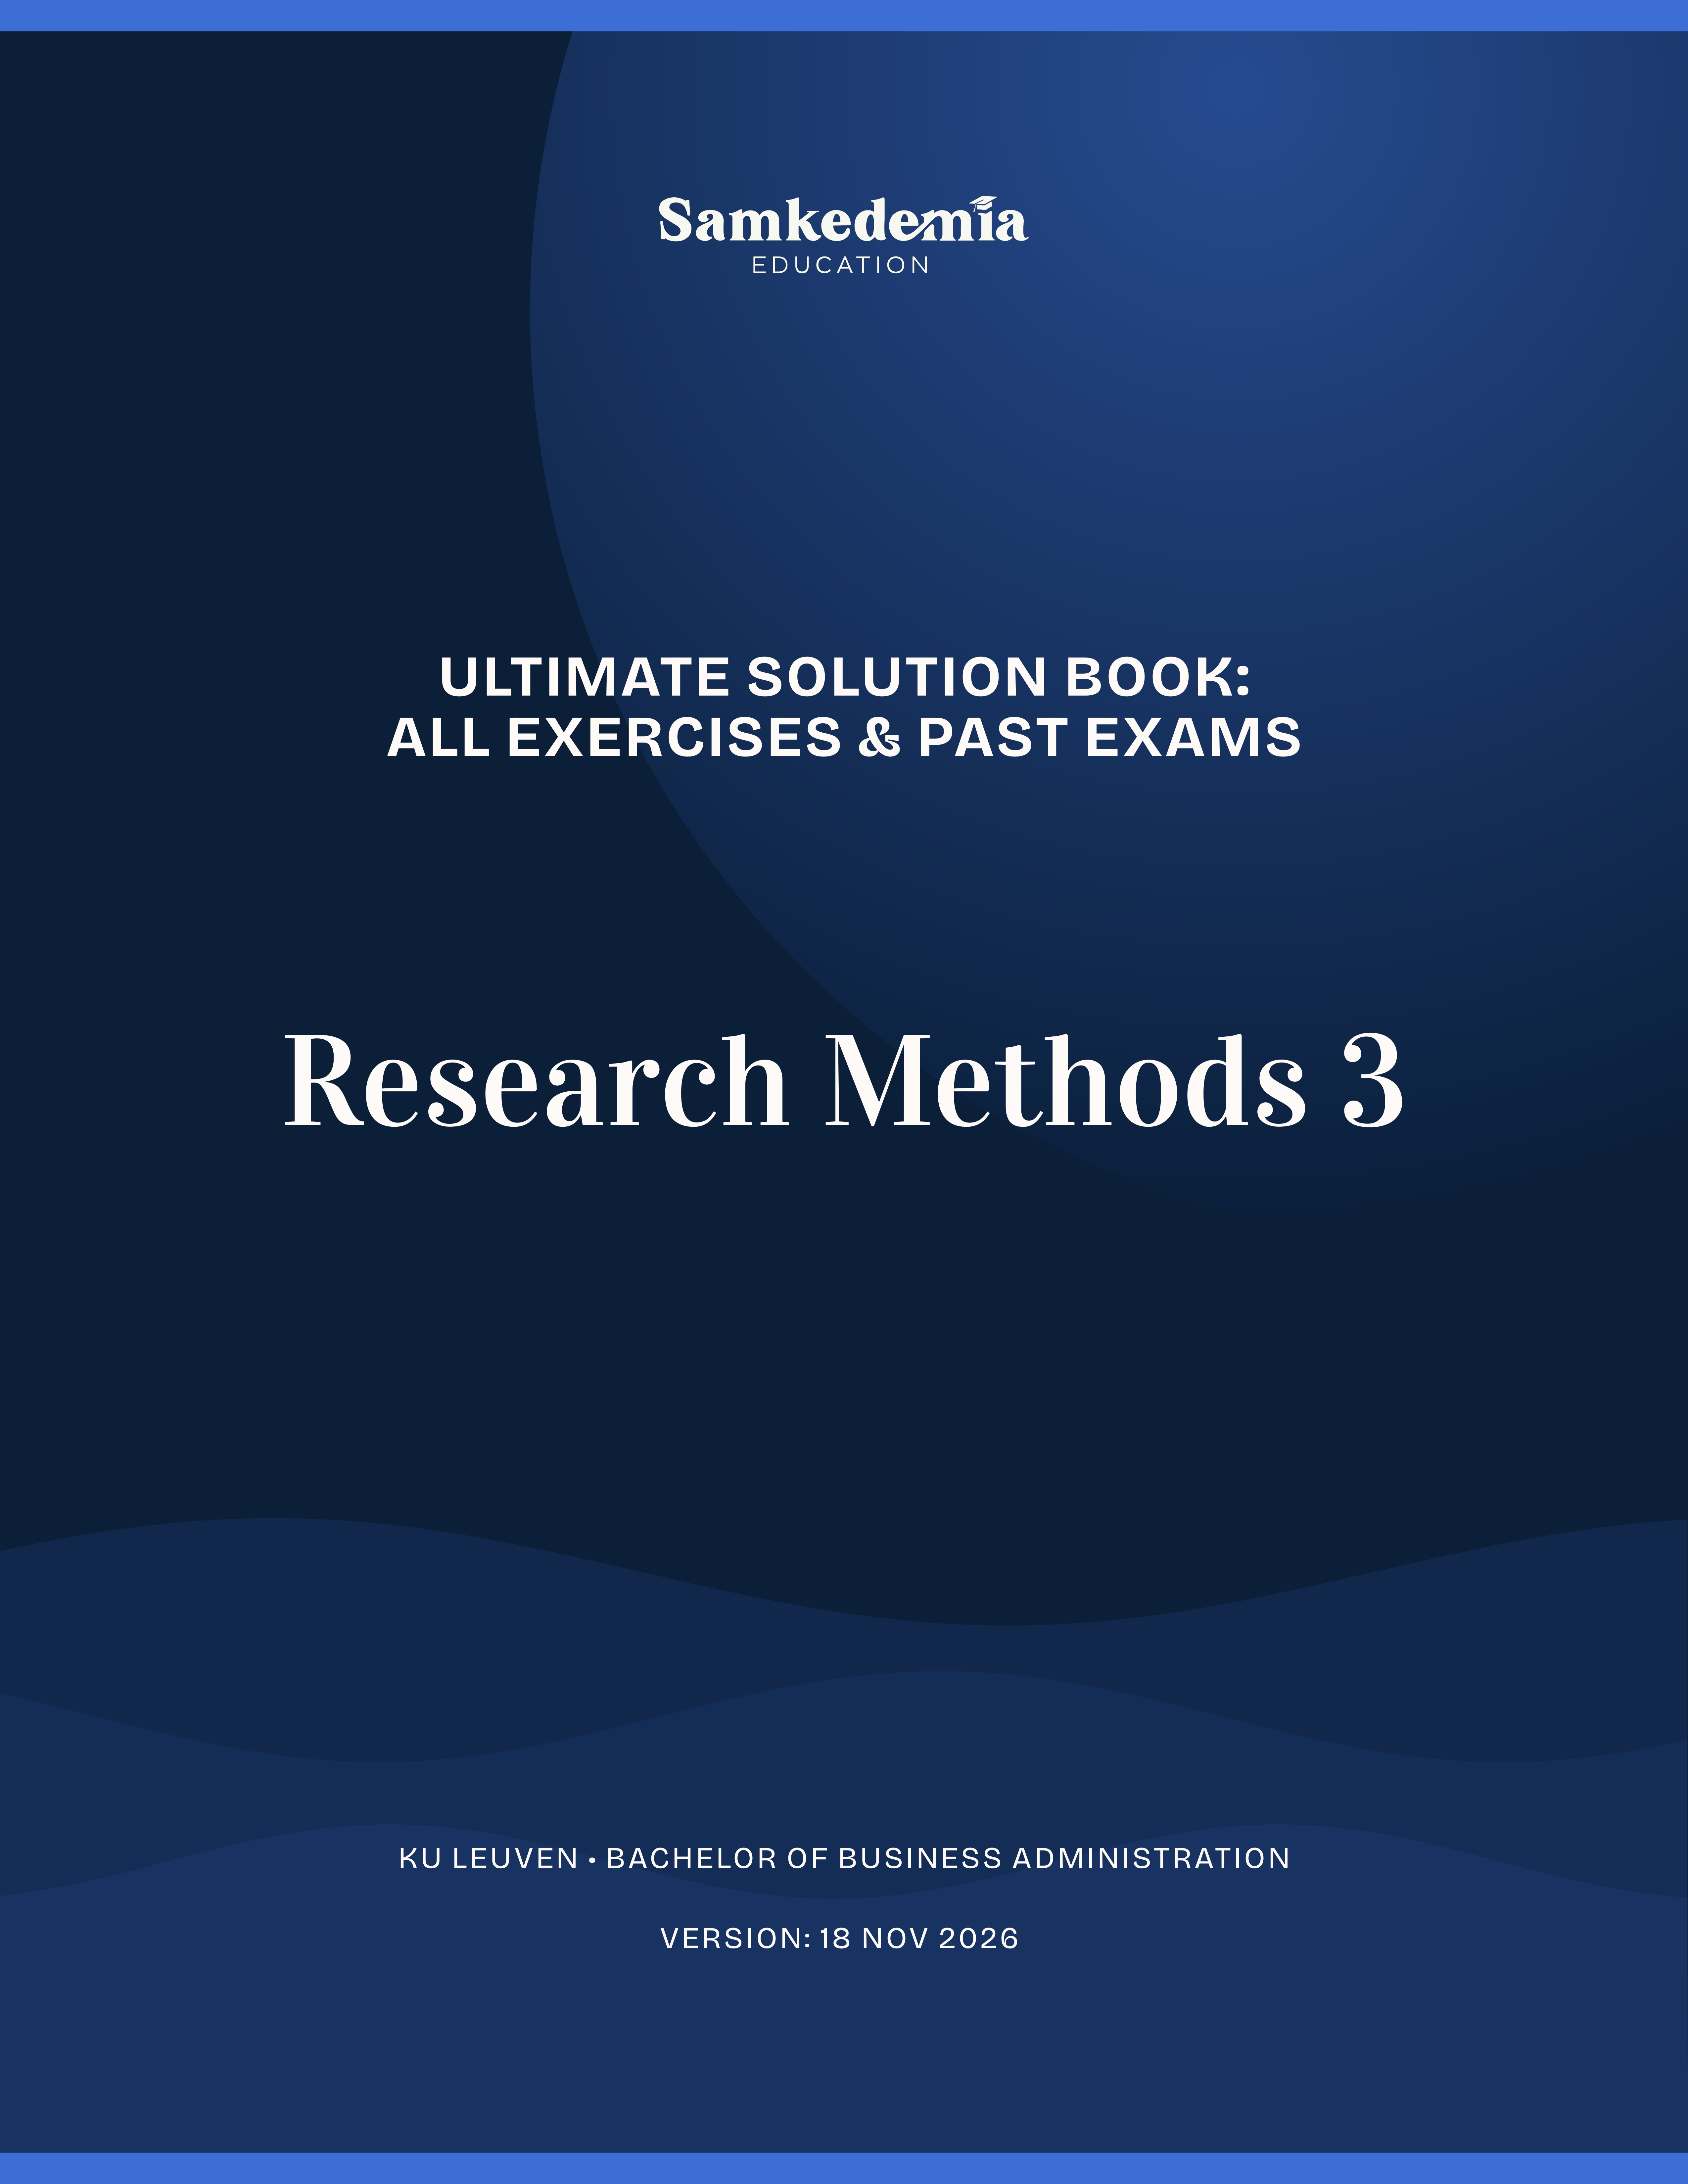 Samkedemia
EDUCATION
ULTIMATE SOLUTION BOOK:
ALL EXERCISES & PAST EXAMS
Research Methods 3
KU LEUVEN • BACHELOR OF BUSINESS ADMINISTRATION
VERSION: 18 NOV 2026